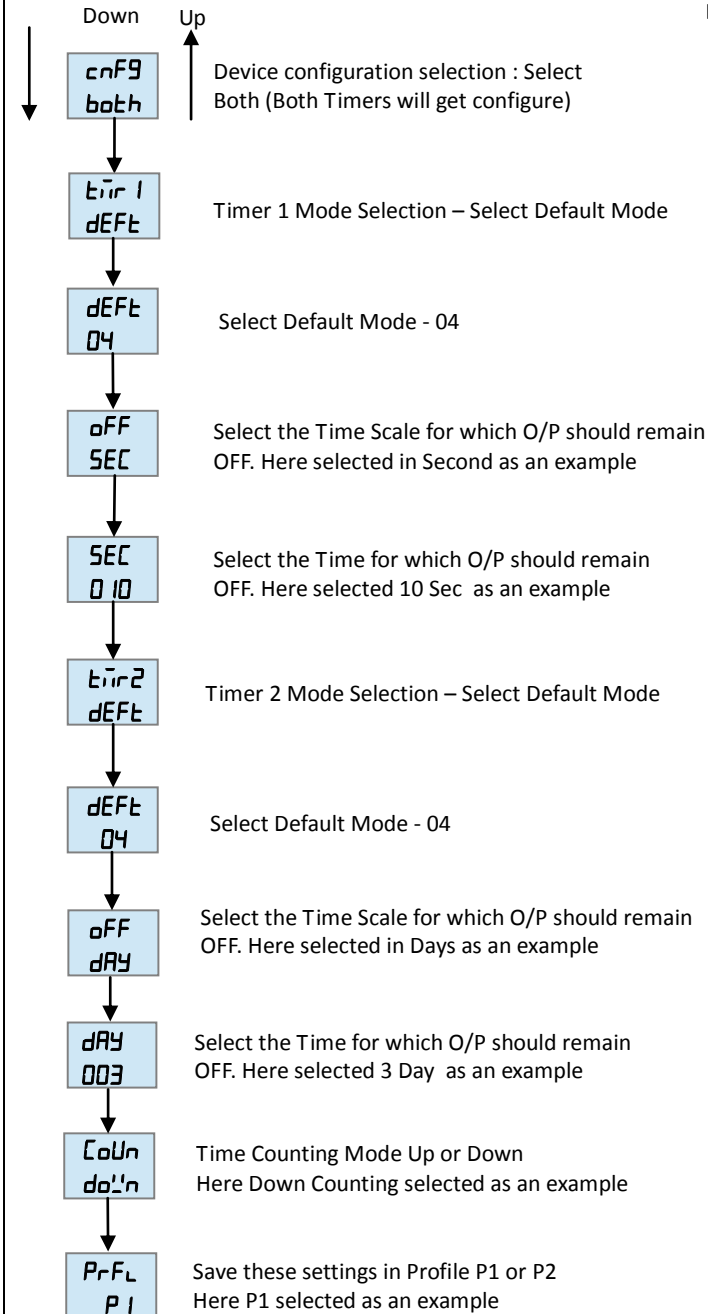 Down Up
cnFg
both
Device configuration selection : Select
Both (Both Timers will get configure)
tmr 1
dEFt
Timer 1 Mode Selection – Select Default Mode
dEFt
04
Select Default Mode - 04
oFF
SEC
Select the Time Scale for which O/P should remain
OFF. Here selected in Second as an example
SEC
010
Select the Time for which O/P should remain
OFF. Here selected 10 Sec as an example
tmr2
dEFt
Timer 2 Mode Selection – Select Default Mode
dEFt
04
Select Default Mode - 04
oFF
dAY
Select the Time Scale for which O/P should remain
OFF. Here selected in Days as an example
dAY
003
Select the Time for which O/P should remain
OFF. Here selected 3 Day as an example
CoUn
doWn
Time Counting Mode Up or Down
Here Down Counting selected as an example
PrFL
P1
Save these settings in Profile P1 or P2
Here P1 selected as an example